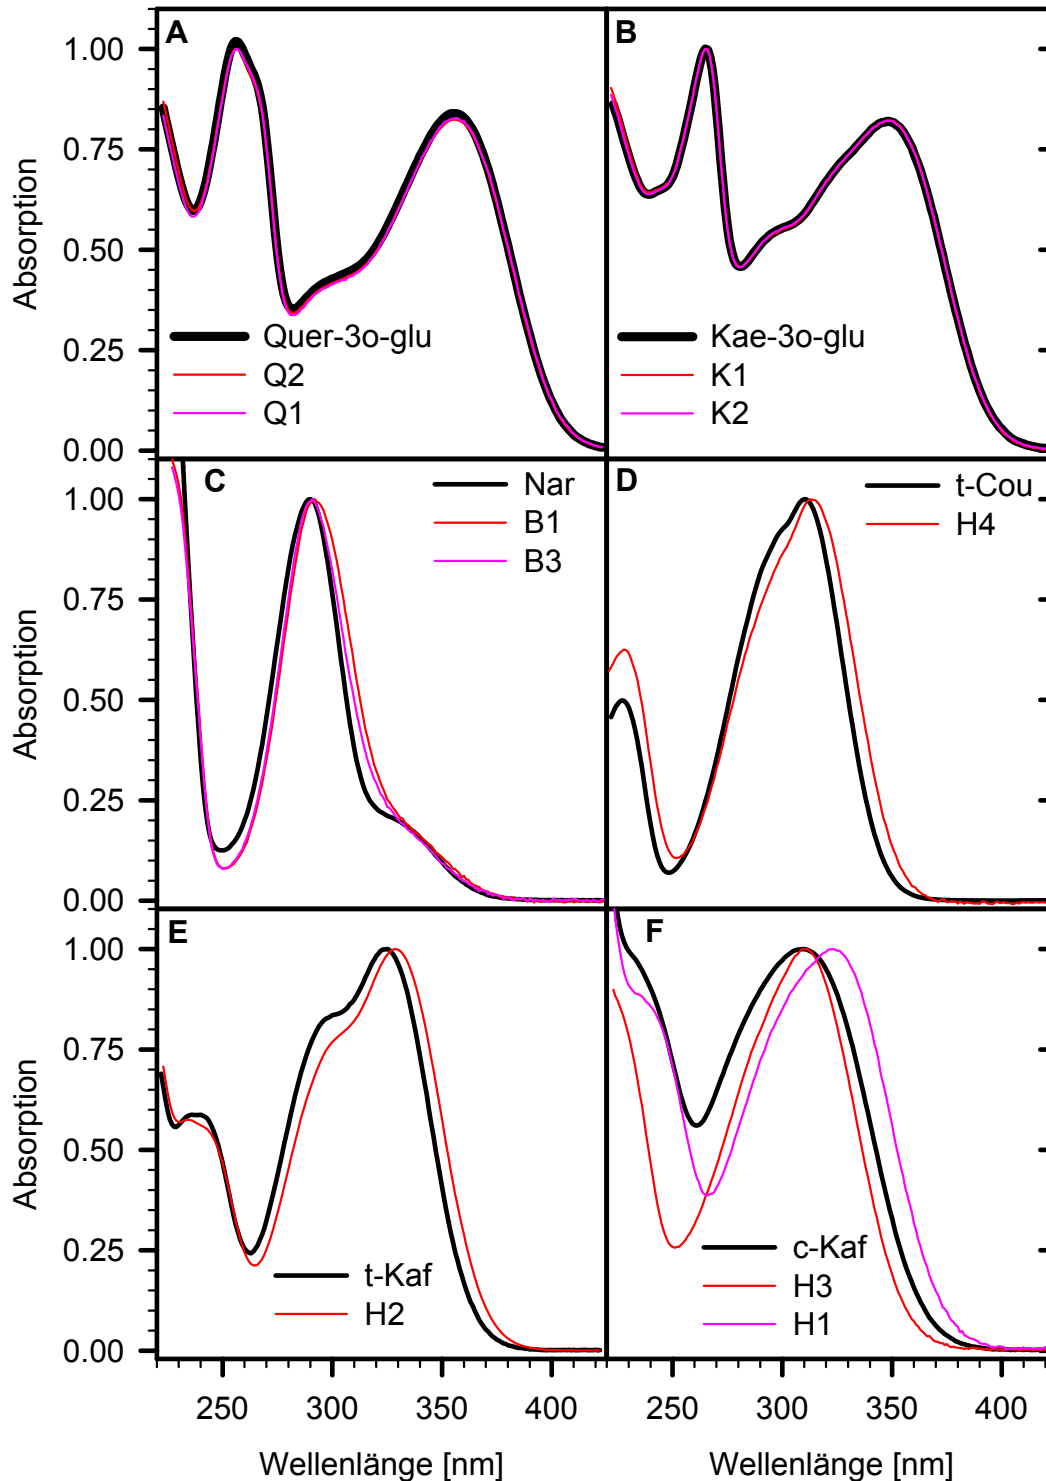 A
B
1.00
0.75
0.50
0.25
0.00
Absorption
Quer-3o-glu
Q2
Q1
Kae-3o-glu
K1
K2
C
D
1.00
0.75
0.50
0.25
0.00
Absorption
Nar
B1
B3
t-Cou
H4
E
F
1.00
0.75
0.50
0.25
0.00
Absorption
t-Kaf
H2
c-Kaf
H3
H1
250 300 350 400
250 300 350 400
Wellenlänge [nm]
Wellenlänge [nm]